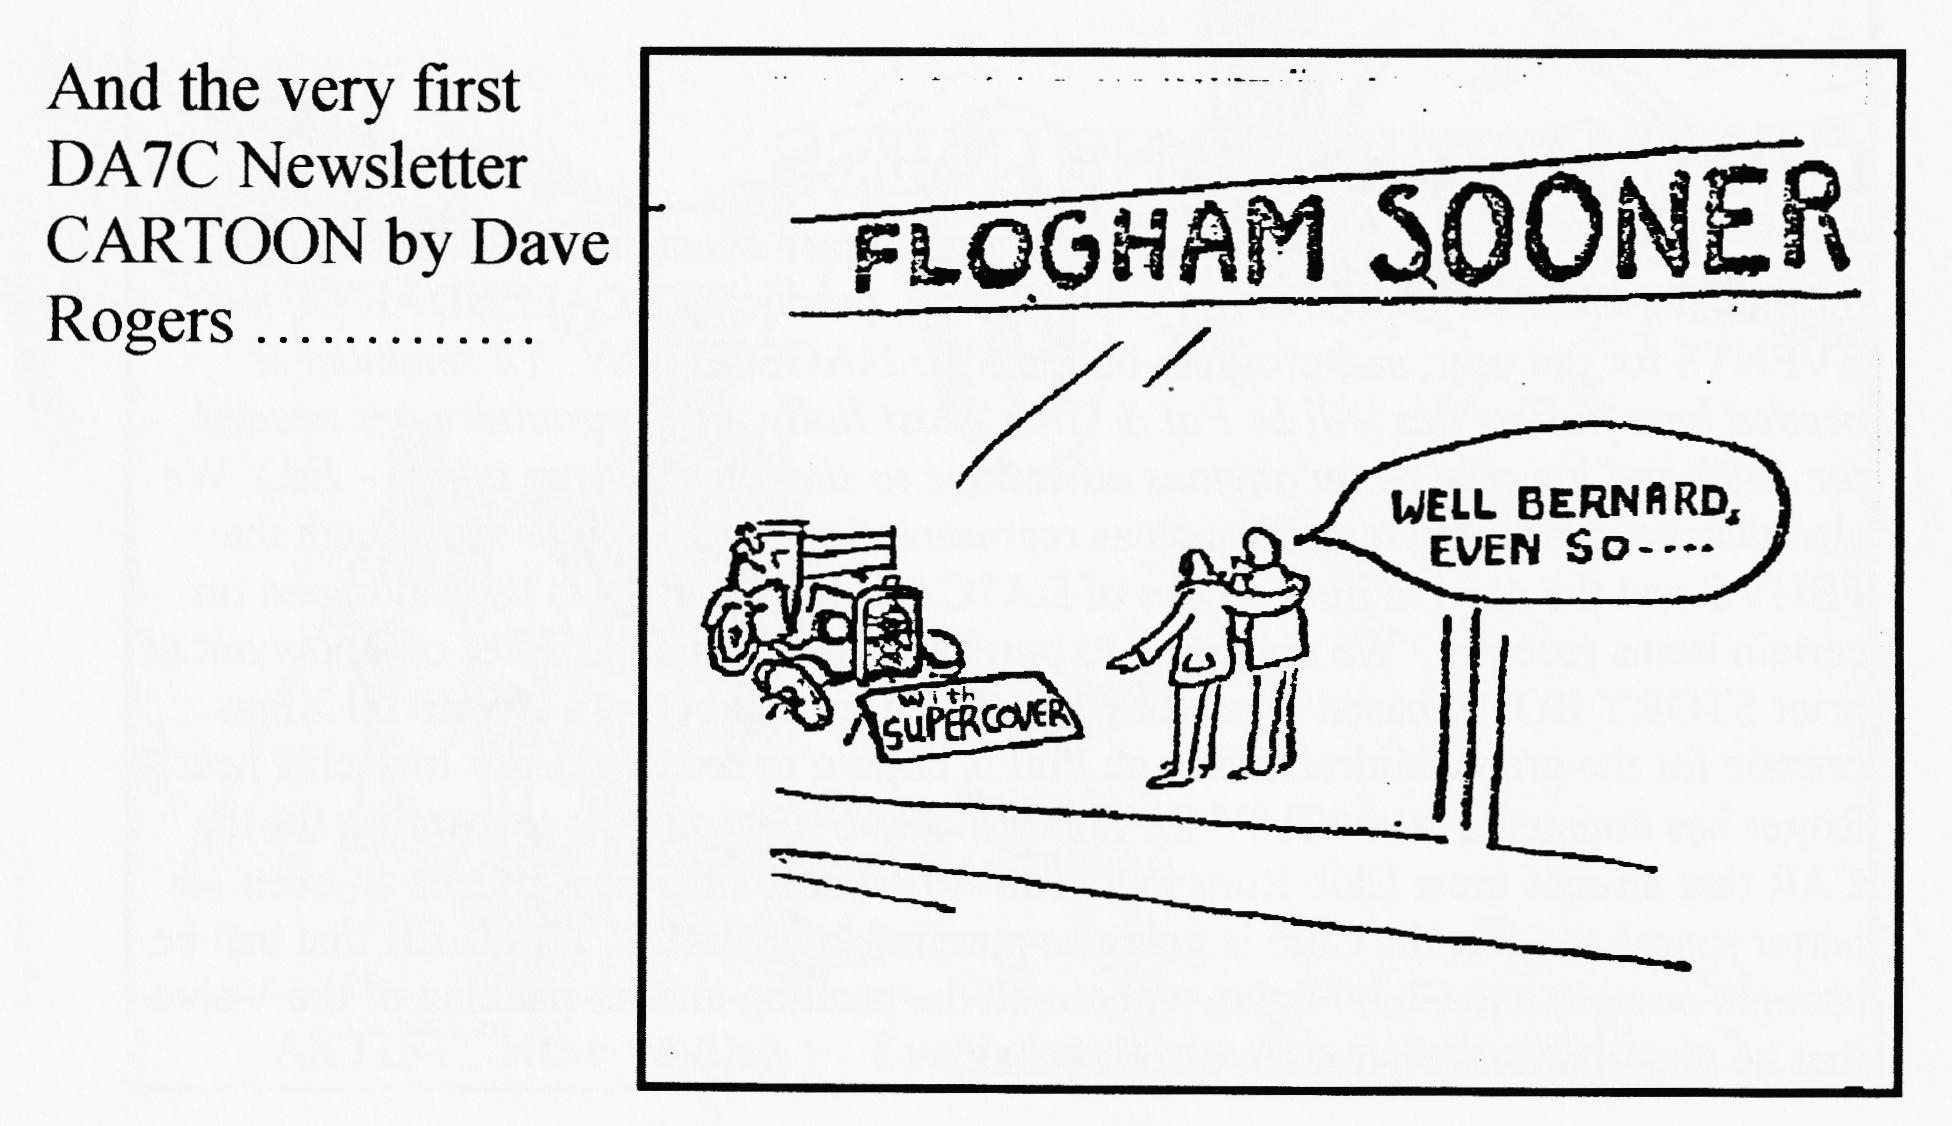 And the very first
DA7C Newsletter
CARTOON by Dave
Rogers .............
FLOGHAM SOONER
WELL BERNARD,
EVEN SO----
with
SUPERCOVER